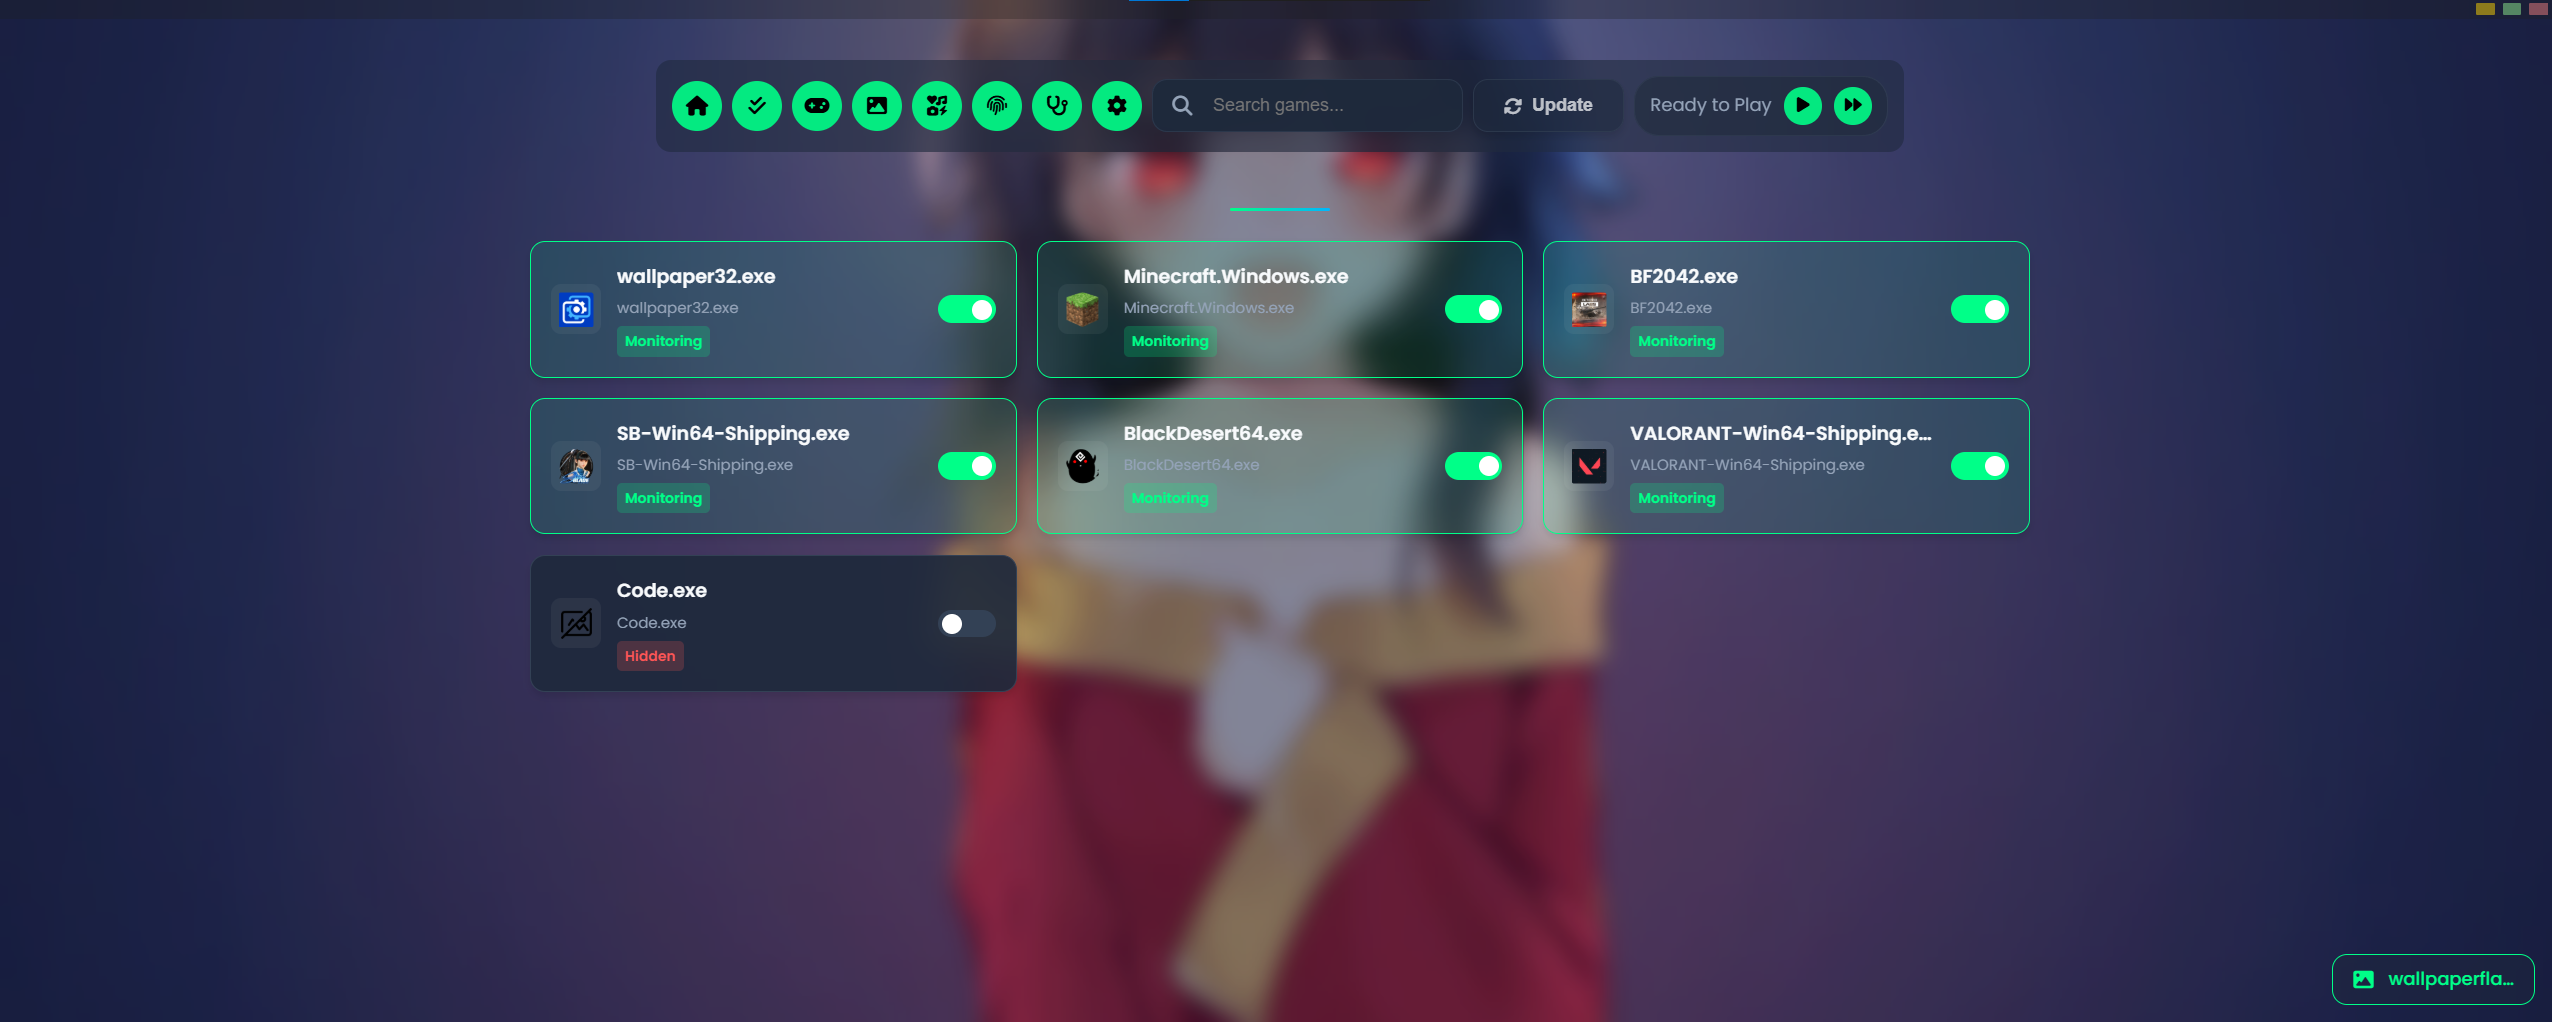 Search games...
Update
Ready to Play
wallpaper32.exe
wallpaper32.exe
Monitoring
Minecraft.Windows.exe
Minecraft.Windows.exe
Monitoring
BF2042.exe
BF2042.exe
Monitoring
SB-Win64-Shipping.exe
SB-Win64-Shipping.exe
Monitoring
BlackDesert64.exe
BlackDesert64.exe
Monitoring
VALORANT-Win64-Shipping.e...
VALORANT-Win64-Shipping.exe
Monitoring
Code.exe
Code.exe
Hidden
wallpaperfla...